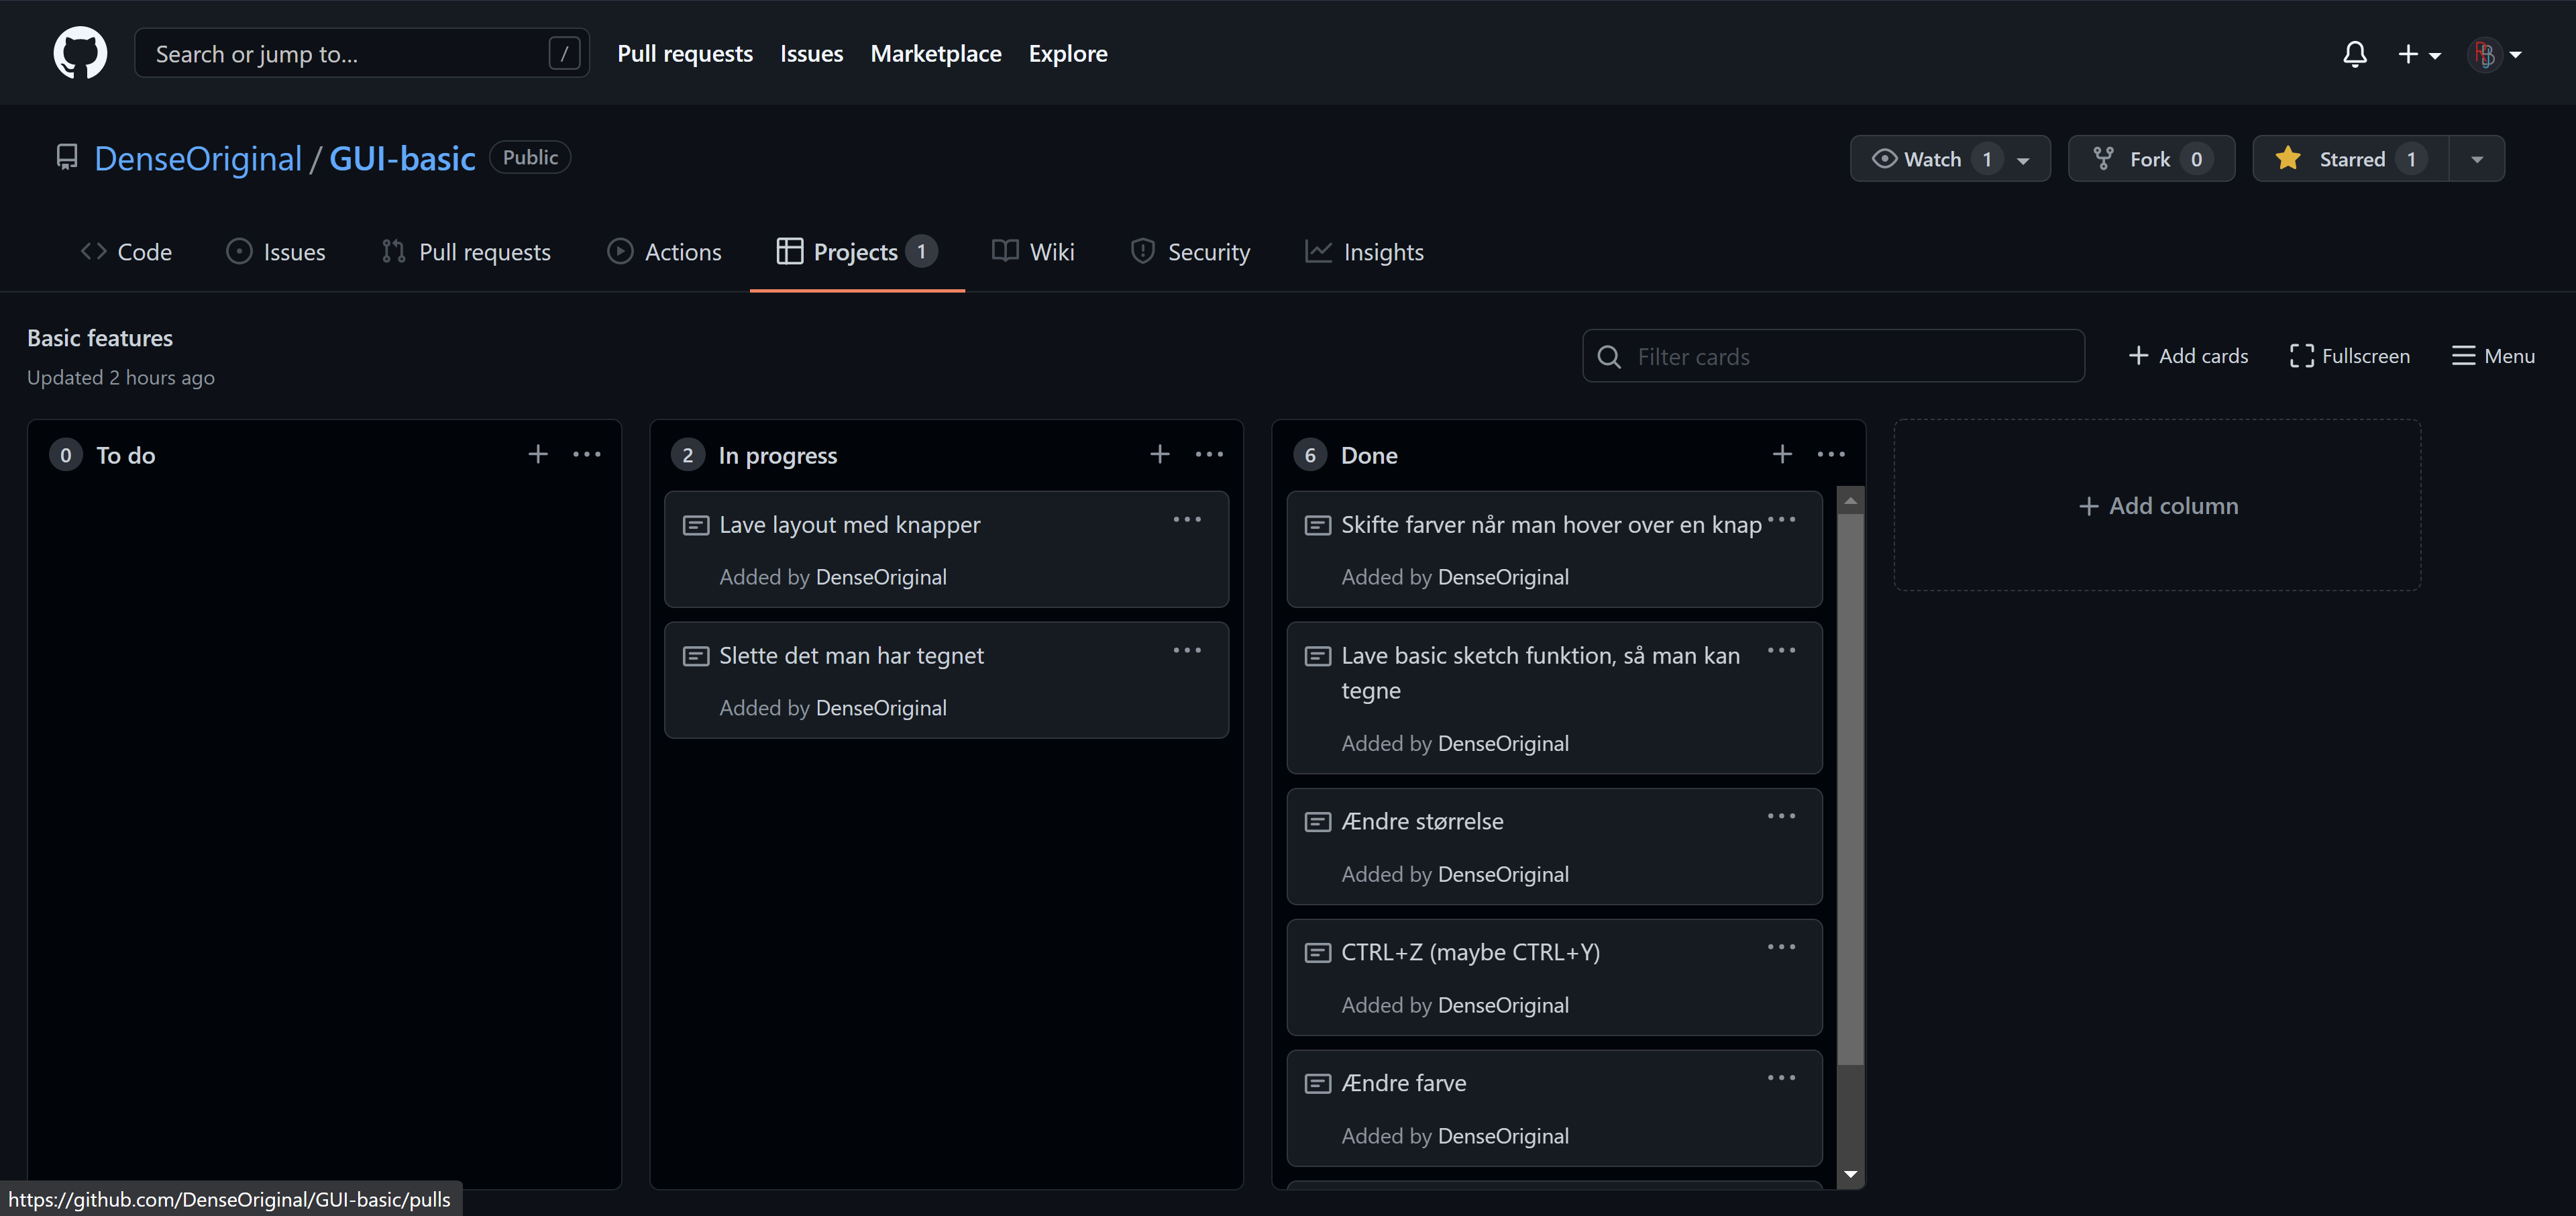 Search or jump to... /
Pull requests Issues Marketplace Explore
DenseOriginal / GUI-basic Public
Watch 1 Fork 0 Starred 1
Code Issues Pull requests Actions Projects 1 Wiki Security Insights
Basic features
Updated 2 hours ago
Filter cards
Add cards Fullscreen Menu
0 To do
2 In progress
Lave layout med knapper
Added by DenseOriginal
Slette det man har tegnet
Added by DenseOriginal
6 Done
Skifte farver når man hover over en knap
Added by DenseOriginal
Lave basic sketch funktion, så man kan
tegne
Added by DenseOriginal
Ændre størrelse
Added by DenseOriginal
CTRL+Z (maybe CTRL+Y)
Added by DenseOriginal
Ændre farve
Added by DenseOriginal
Add column
https://github.com/DenseOriginal/GUI-basic/pulls